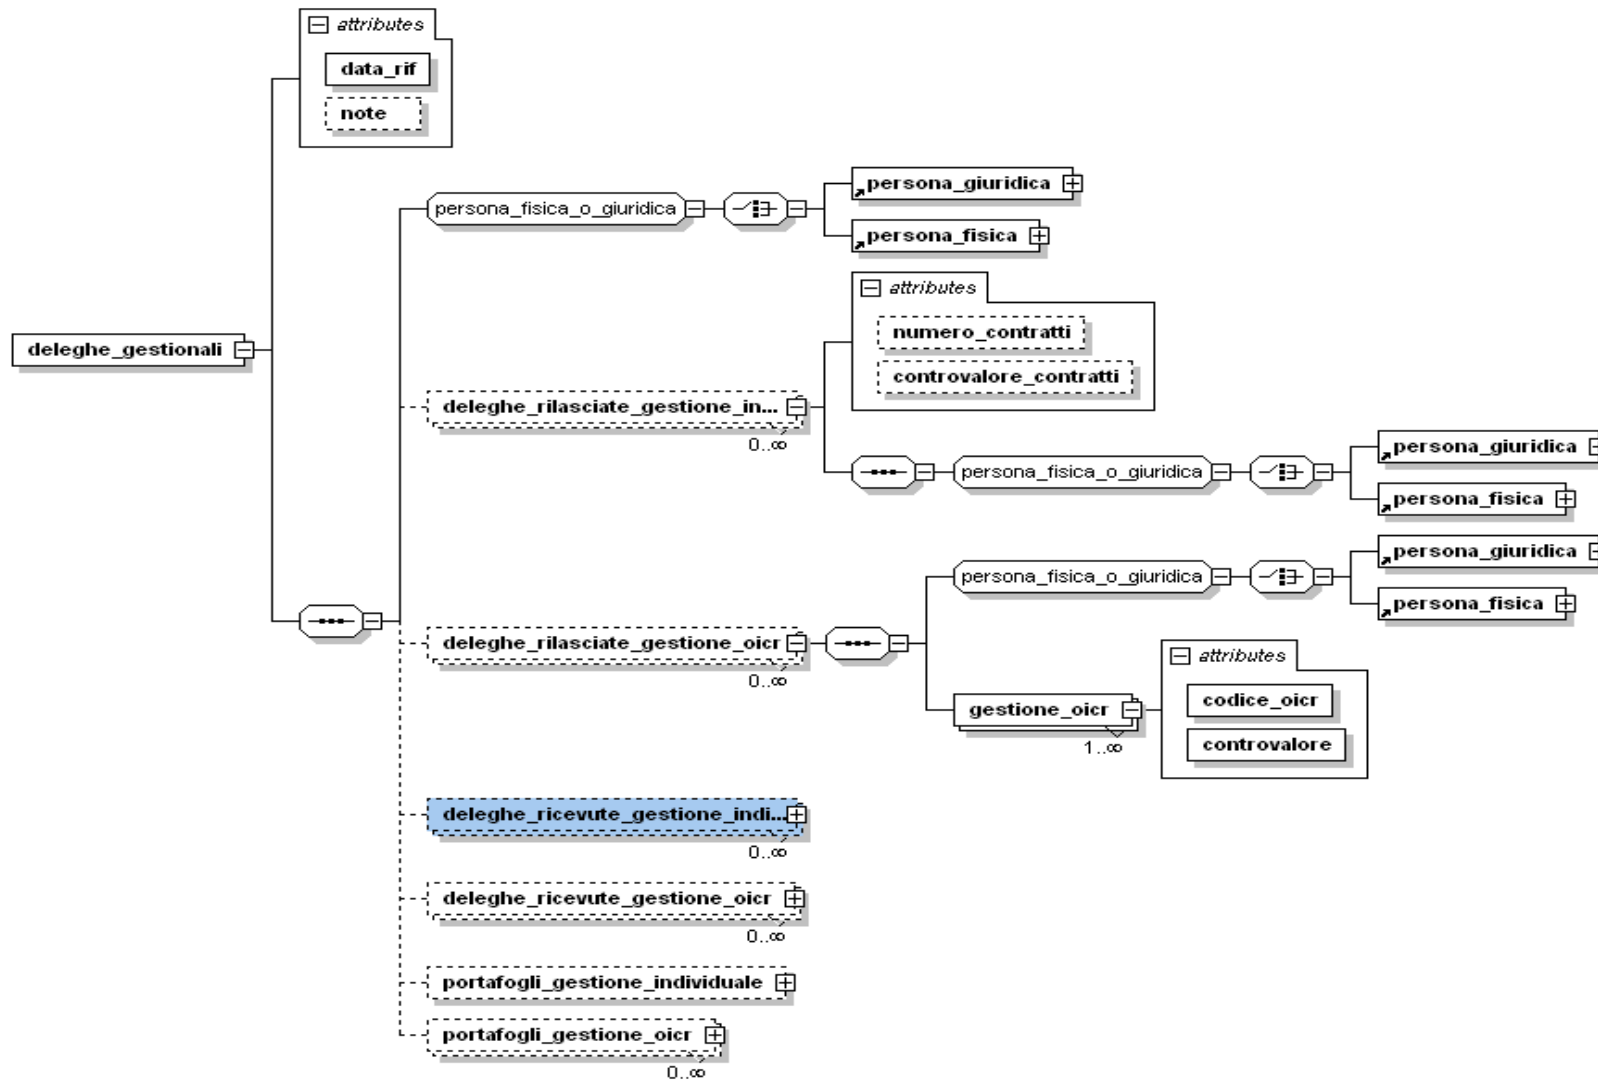 attributes
data_rif
note
persona_giuridica
persona_fisica_o_giuridica
persona_fisica
attributes
numero_contratti
deleghe_gestionali
controvalore_contratti
deleghe_rilasciate_gestione_in...
0..∞
persona_giuridica
persona_fisica_o_giuridica
persona_fisica
persona_giuridica
persona_fisica_o_giuridica
persona_fisica
deleghe_rilasciate_gestione_oicr
0..∞
attributes
codice_oicr
gestione_oicr
controvalore
1..∞
deleghe_ricevute_gestione_indi...
0..∞
deleghe_ricevute_gestione_oicr
0..∞
portafogli_gestione_individuale
portafogli_gestione_oicr
0..∞